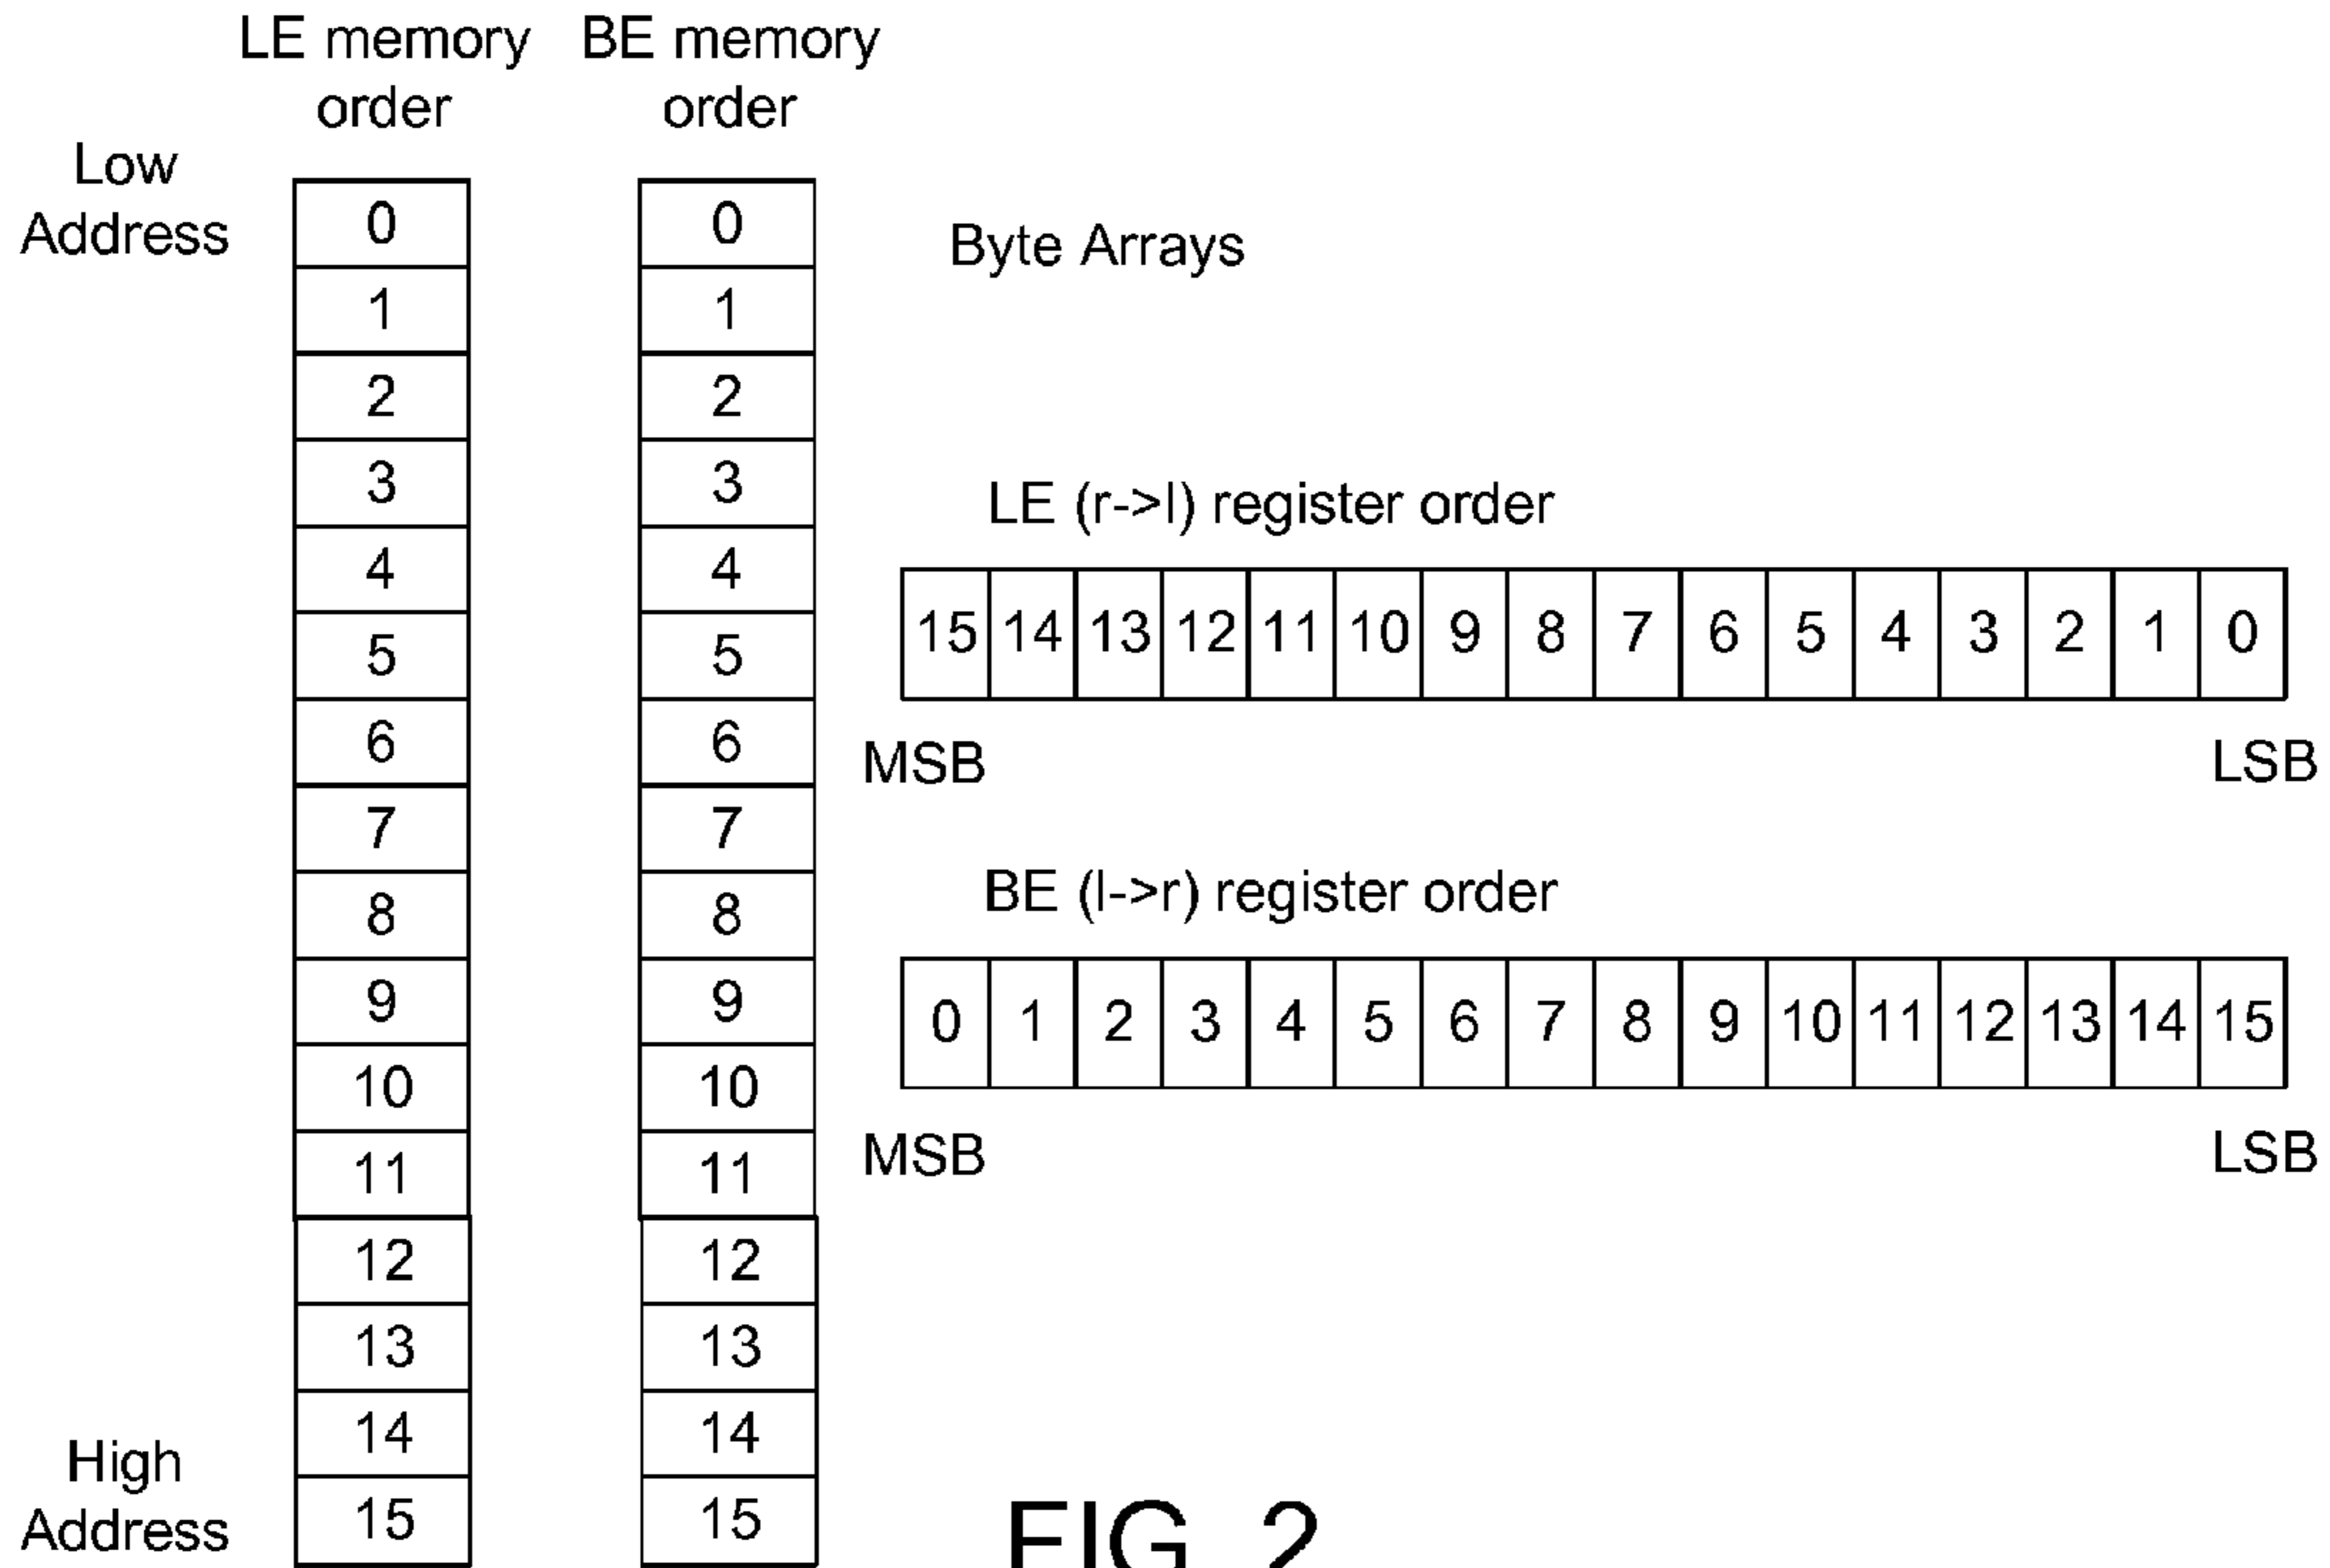 LE memory order
BE memory order
Low Address
High Address
0
1
2
3
4
5
6
7
8
9
10
11
12
13
14
15
0
1
2
3
4
5
6
7
8
9
10
11
12
13
14
15
Byte Arrays
LE (r->l) register order
15 14 13 12 11 10 9 8 7 6 5 4 3 2 1 0
MSB LSB
BE (l->r) register order
0 1 2 3 4 5 6 7 8 9 10 11 12 13 14 15
MSB LSB
FIG. 2